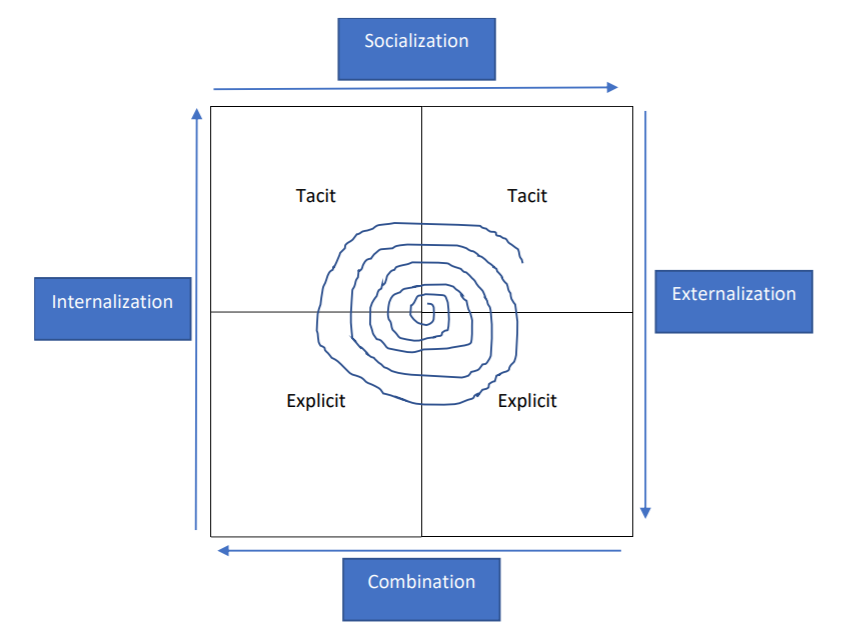 Socialization
Tacit
Tacit
Internalization
Externalization
Explicit
Explicit
Combination